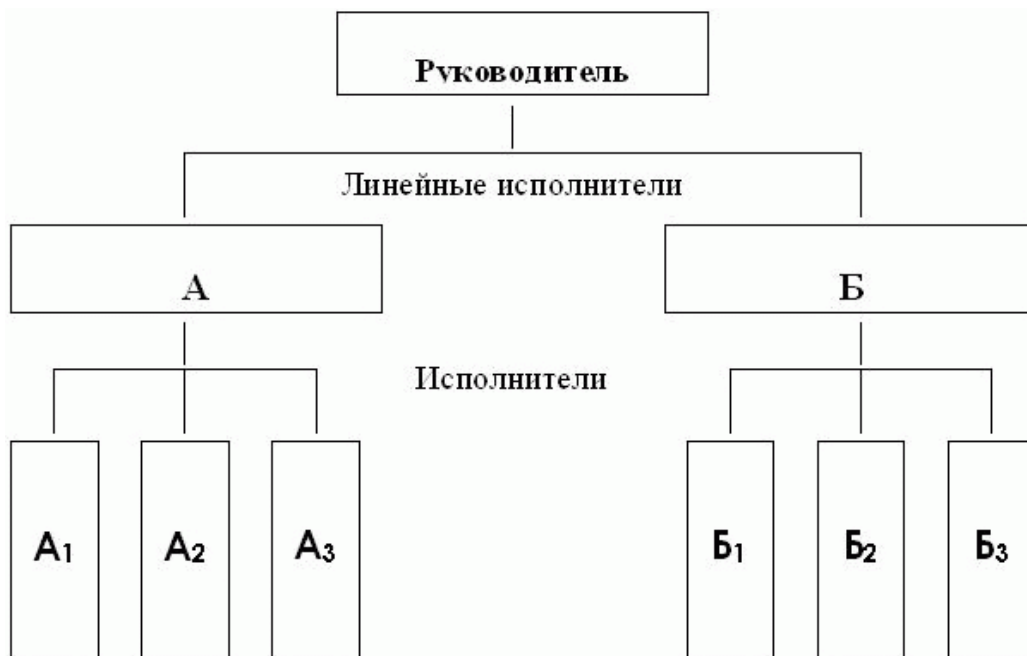 Руководитель
Линейные исполнители
А Б
Исполнители
А1 А2 А3 Б1 Б2 Б3